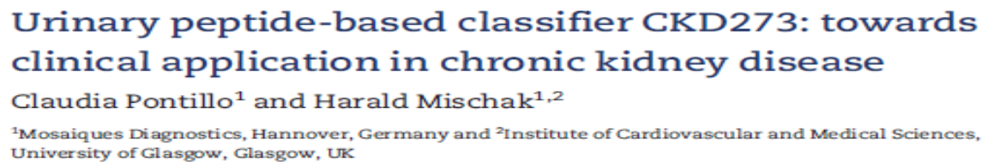 Urinary peptide-based classifier CKD273: towards
clinical application in chronic kidney disease
Claudia Pontillo¹ and Harald Mischak¹,²
¹Mosaiques Diagnostics, Hannover, Germany and ²Institute of Cardiovascular and Medical Sciences,
University of Glasgow, Glasgow, UK